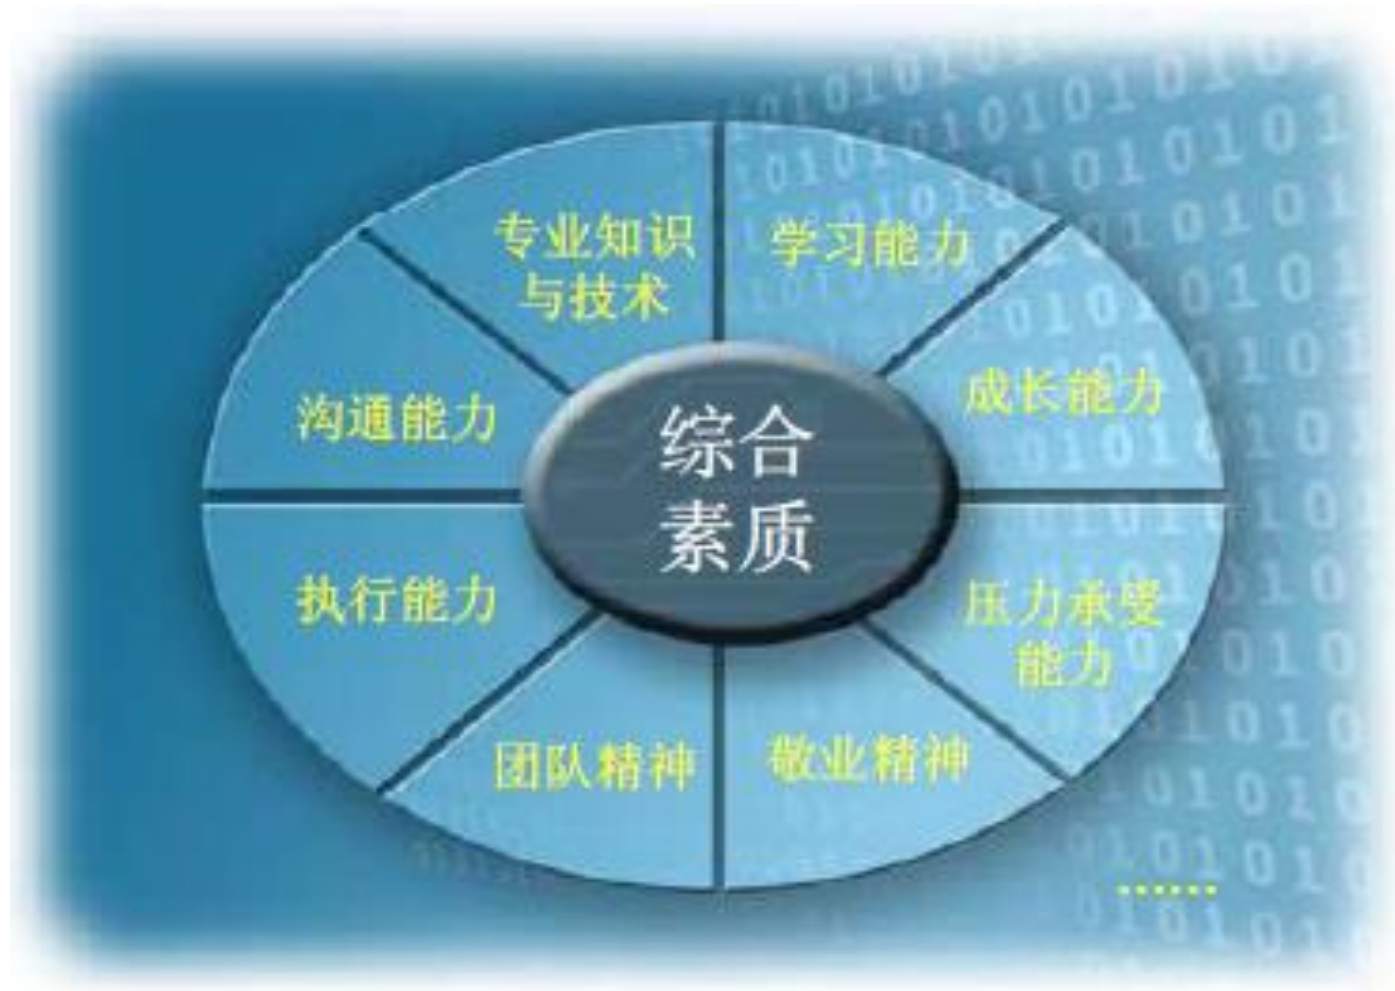 专业知识
与技术
学习能力
沟通能力
成长能力
综合
素质
执行能力
压力承受
能力
团队精神
敬业精神
……